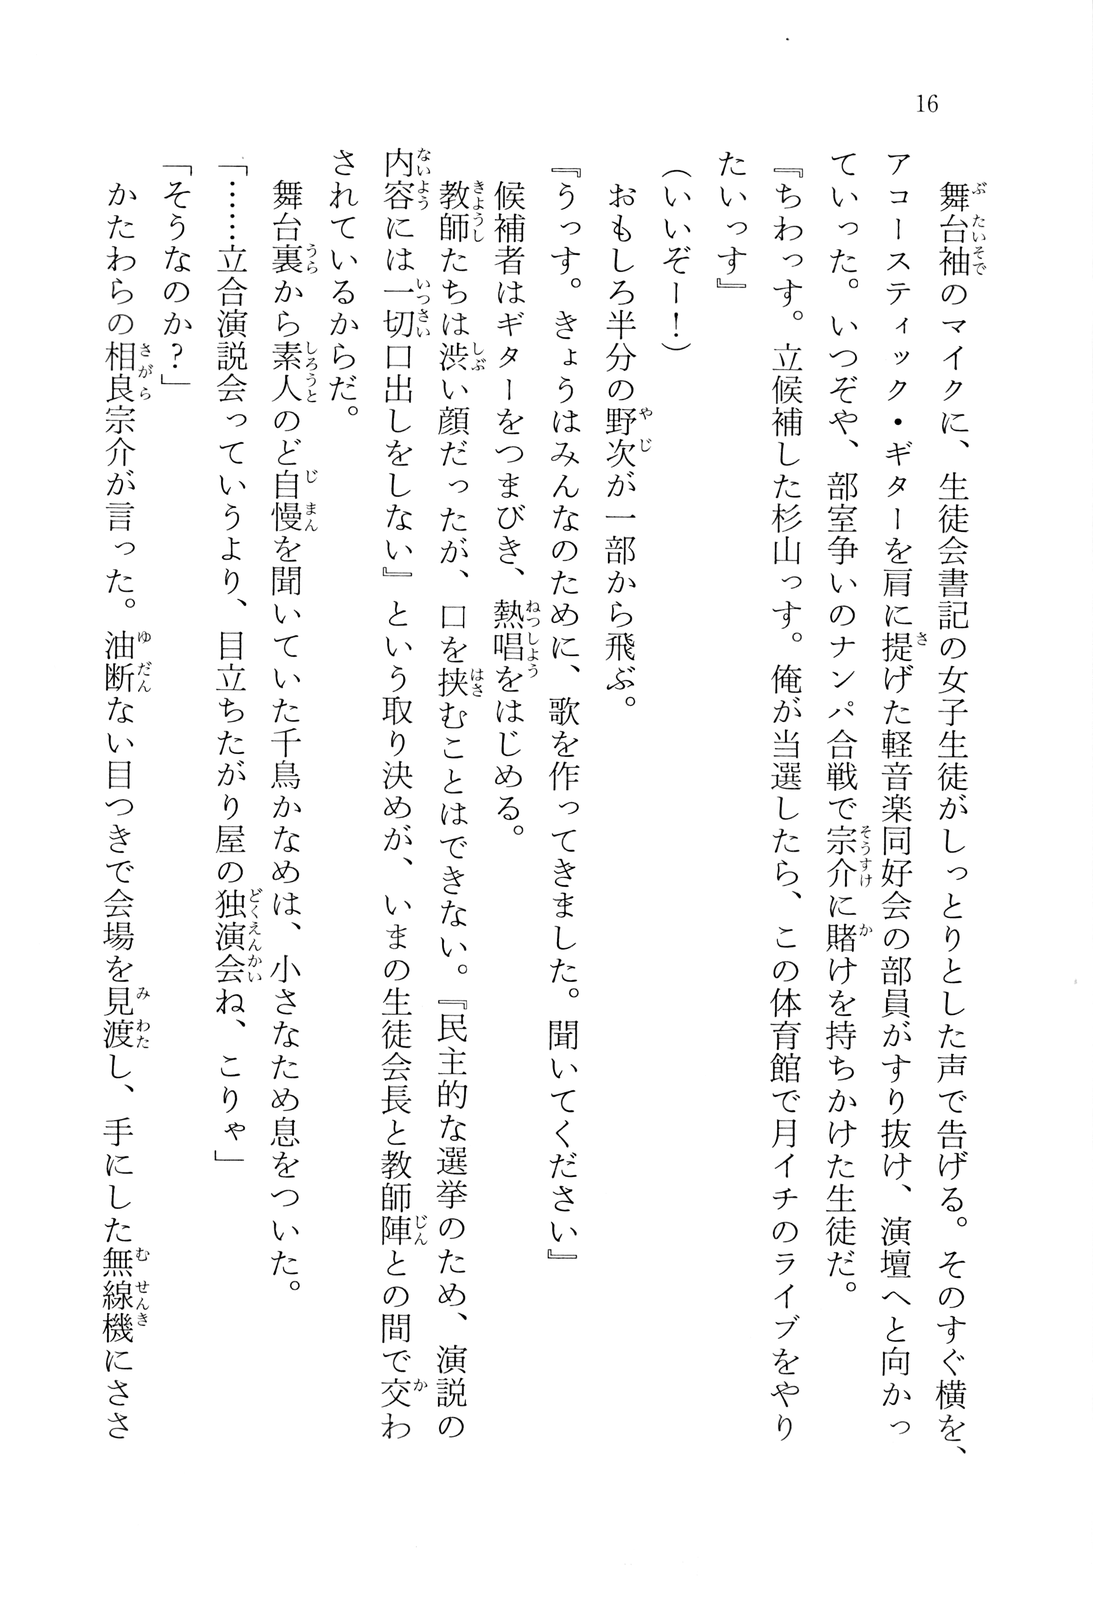 16
舞台袖のマイクに、生徒会書記の女子生徒がしっとりとした声で告げる。そのすぐ横を、
アコースティック・ギターを肩に提げた軽音楽同好会の部員がすり抜け、演壇へと向かっ
ていった。いつぞや、部室争いのナンパ合戦で宗介に賭けを持ちかけた生徒だ。
『ちわっす。立候補した杉山っす。俺が当選したら、この体育館で月イチのライブをやり
たいっす』
(いいぞー!)
おもしろ半分の野次が一部から飛ぶ。
『うっす。きょうはみんなのために、歌を作ってきました。聞いてください』
候補者はギターをつまびき、熱唱をはじめる。
教師たちは渋い顔だったが、口を挟むことはできない。『民主的な選挙のため、演説の
内容には一切口出しをしない』という取り決めが、いまの生徒会長と教師陣との間で交わ
されているからだ。
舞台裏から素人のど自慢を聞いていた千鳥かなめは、小さなため息をついた。
「……立合演説会っていうより、目立ちたがり屋の独演会ね、こりゃ」
「そうなのか?」
かたわらの相良宗介が言った。油断ない目つきで会場を見渡し、手にした無線機にささ